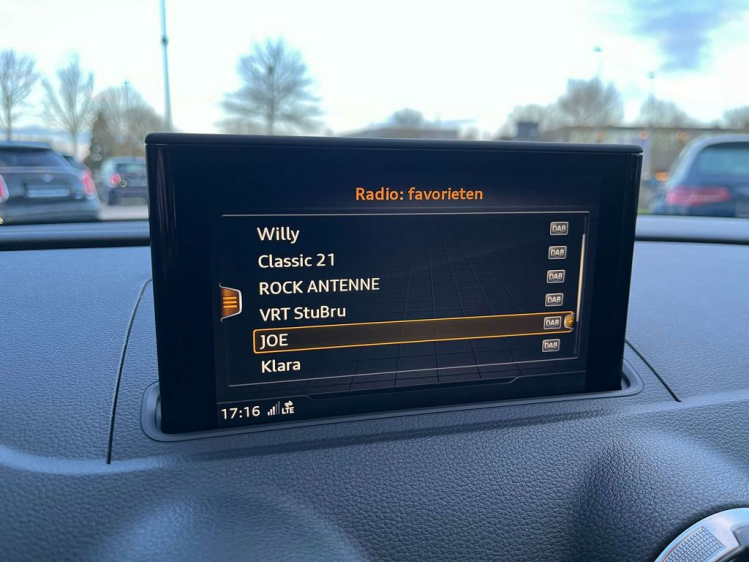 Radio: favorieten
Willy DAB
Classic 21 DAB
ROCK ANTENNE DAB
VRT StuBru DAB
JOE DAB
Klara DAB
17:16 LTE